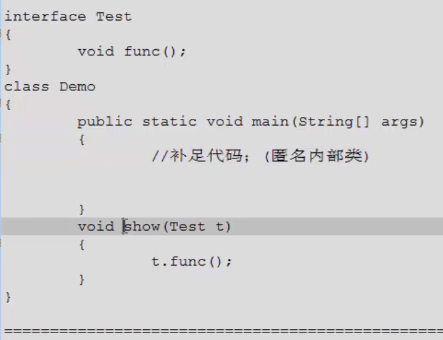 interface Test
{
void func();
}
class Demo
{
public static void main(String[] args)
{
//补足代码；(匿名内部类)
}
void show(Test t)
{
t.func();
}
}
=================================================